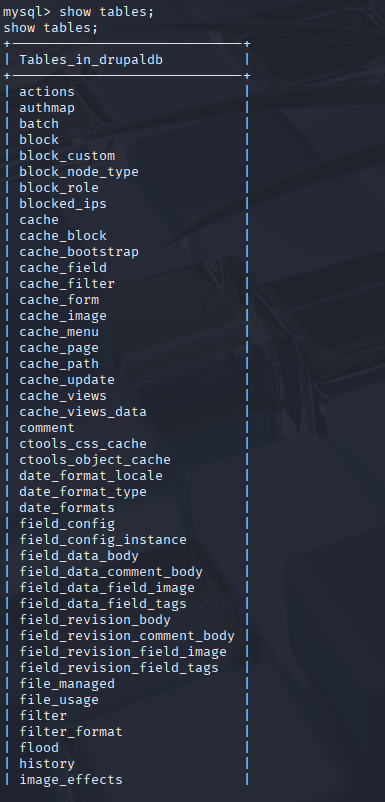 mysql> show tables;
show tables;
+-----------------------------+
| Tables_in_drupaldb          |
+-----------------------------+
| actions                     |
| authmap                     |
| batch                       |
| block                       |
| block_custom                |
| block_node_type             |
| block_role                  |
| blocked_ips                 |
| cache                       |
| cache_block                 |
| cache_bootstrap             |
| cache_field                 |
| cache_filter                |
| cache_form                  |
| cache_image                 |
| cache_menu                  |
| cache_page                  |
| cache_path                  |
| cache_update                |
| cache_views                 |
| cache_views_data            |
| comment                     |
| ctools_css_cache            |
| ctools_object_cache         |
| date_format_locale          |
| date_format_type            |
| date_formats                |
| field_config                |
| field_config_instance       |
| field_data_body             |
| field_data_comment_body     |
| field_data_field_image      |
| field_data_field_tags       |
| field_revision_body         |
| field_revision_comment_body |
| field_revision_field_image  |
| field_revision_field_tags   |
| file_managed                |
| file_usage                  |
| filter                      |
| filter_format               |
| flood                       |
| history                     |
| image_effects               |